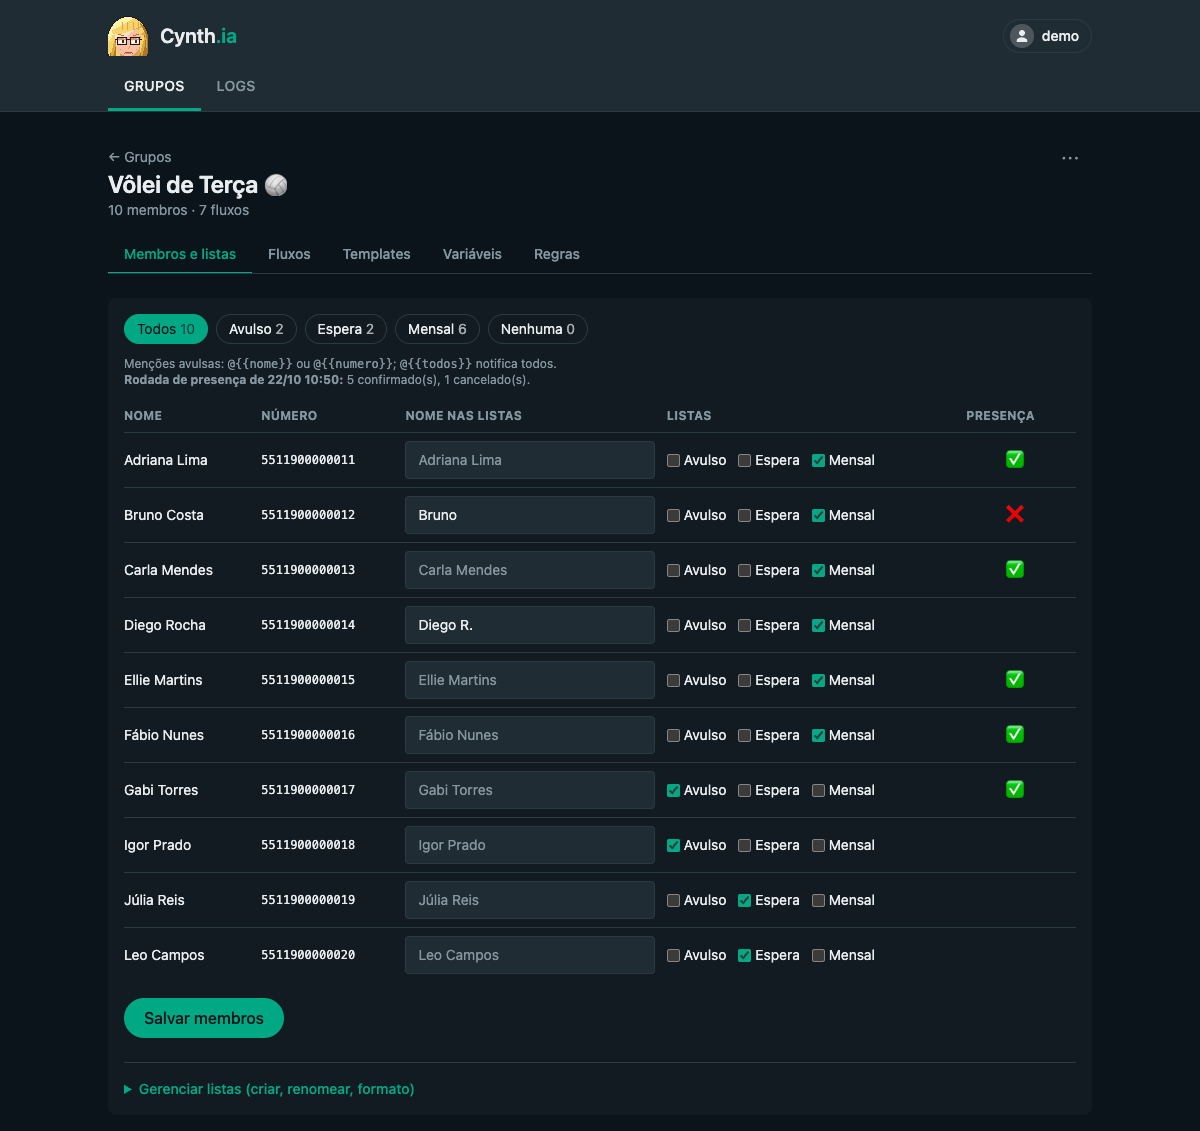 Cynth.ia
demo
GRUPOS LOGS
← Grupos
...
Vôlei de Terça
10 membros · 7 fluxos
Membros e listas Fluxos Templates Variáveis Regras
Todos 10 Avulso 2 Espera 2 Mensal 6 Nenhuma 0
Menções avulsas: @{{nome}} ou @{{numero}}; @{{todos}} notifica todos.
Rodada de presença de 22/10 10:50: 5 confirmado(s), 1 cancelado(s).
NOME NÚMERO NOME NAS LISTAS LISTAS PRESENÇA
Adriana Lima 5511900000011 Adriana Lima Avulso Espera Mensal
Bruno Costa 5511900000012 Bruno Avulso Espera Mensal
Carla Mendes 5511900000013 Carla Mendes Avulso Espera Mensal
Diego Rocha 5511900000014 Diego R. Avulso Espera Mensal
Ellie Martins 5511900000015 Ellie Martins Avulso Espera Mensal
Fábio Nunes 5511900000016 Fábio Nunes Avulso Espera Mensal
Gabi Torres 5511900000017 Gabi Torres Avulso Espera Mensal
Igor Prado 5511900000018 Igor Prado Avulso Espera Mensal
Júlia Reis 5511900000019 Júlia Reis Avulso Espera Mensal
Leo Campos 5511900000020 Leo Campos Avulso Espera Mensal
Salvar membros
Gerenciar listas (criar, renomear, formato)